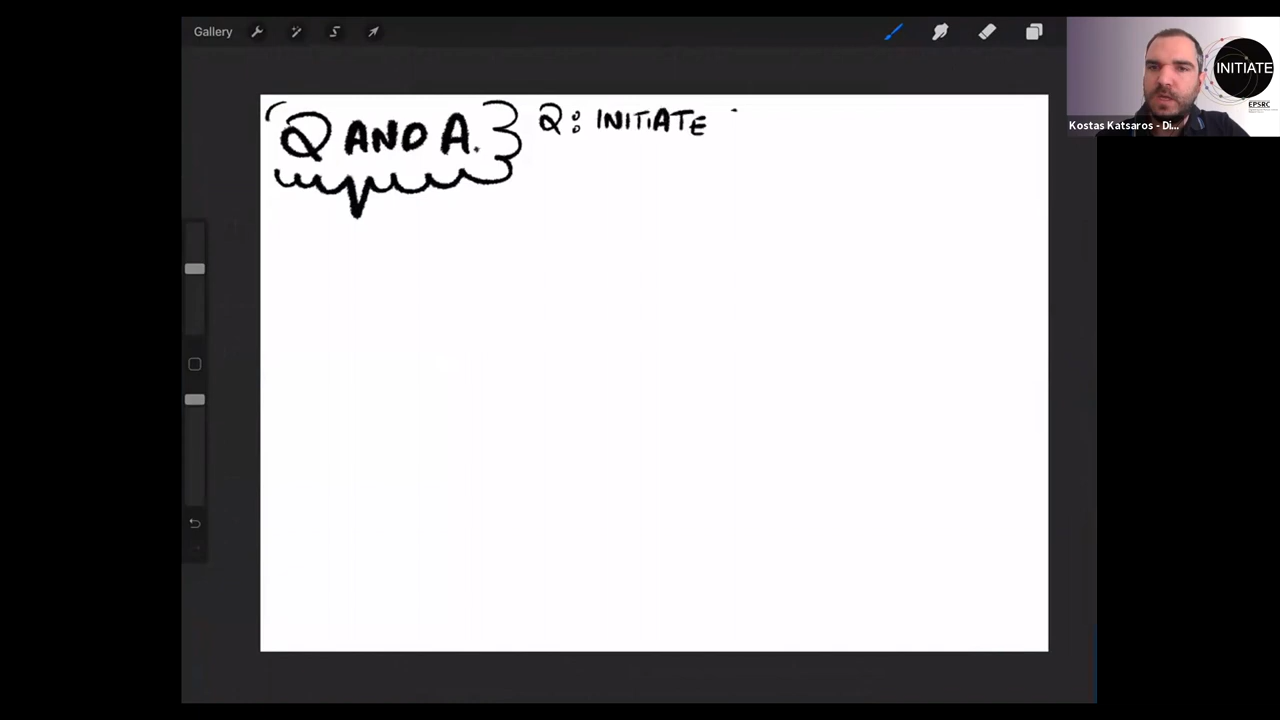 Gallery
Q AND A.
Q: INITIATE
INITIATE
EPSRC
Kostas Katsaros - Di...